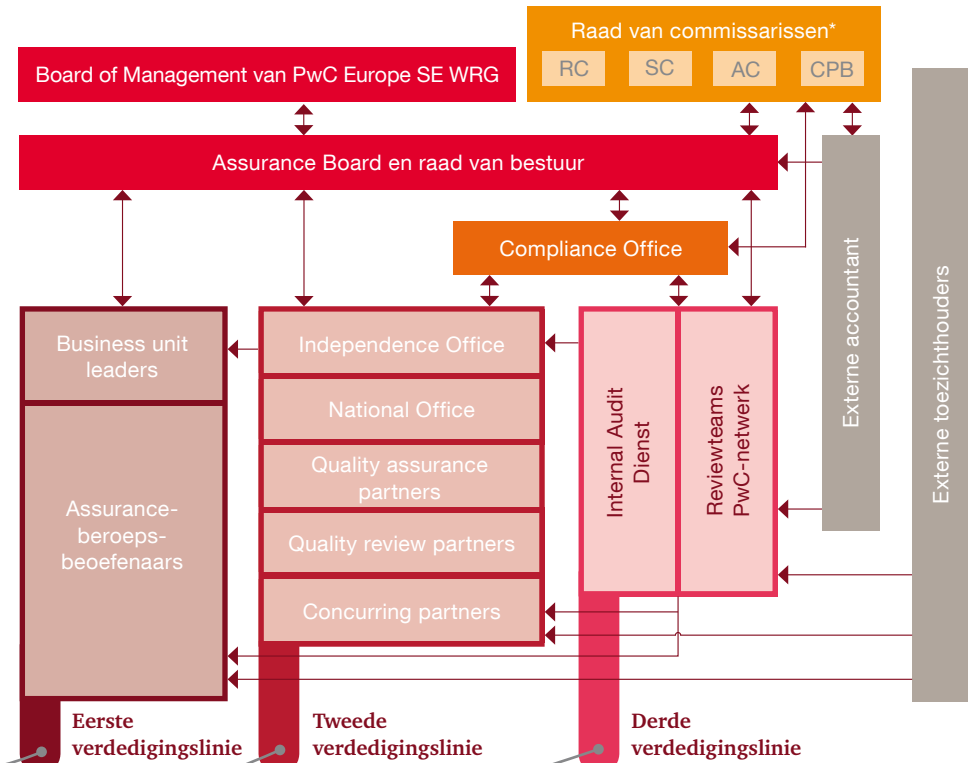 Raad van commissarissen*
RC
SC
AC
CPB
Board of Management van PwC Europe SE WRG
Assurance Board en raad van bestuur
Compliance Office
Business unit
leaders
Assurance-
beroeps-
beoefenaars
Independence Office
National Office
Quality assurance
partners
Quality review partners
Concurring partners
Internal Audit
Dienst
Reviewteams
PwC-netwerk
Externe accountant
Externe toezichthouders
Eerste
verdedigingslinie
Tweede
verdedigingslinie
Derde
verdedigingslinie